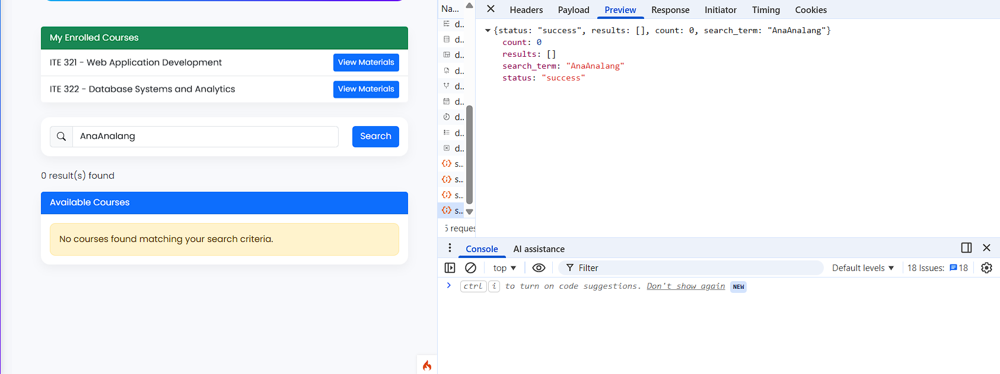 My Enrolled Courses
ITE 321 - Web Application Development
View Materials
ITE 322 - Database Systems and Analytics
View Materials
AnaAnalang
Search
0 result(s) found
Available Courses
No courses found matching your search criteria.
Na...
d..
d..
d..
d..
d..
d..
d..
d..
d..
s..
s..
s..
s..
5 reques
Headers Payload Preview Response Initiator Timing Cookies
{status: "success", results: [], count: 0, search_term: "AnaAnalang"}
count: 0
results: []
search_term: "AnaAnalang"
status: "success"
Console AI assistance
top Filter Default levels 18 Issues: 18
ctrl i to turn on code suggestions. Don't show again NEW